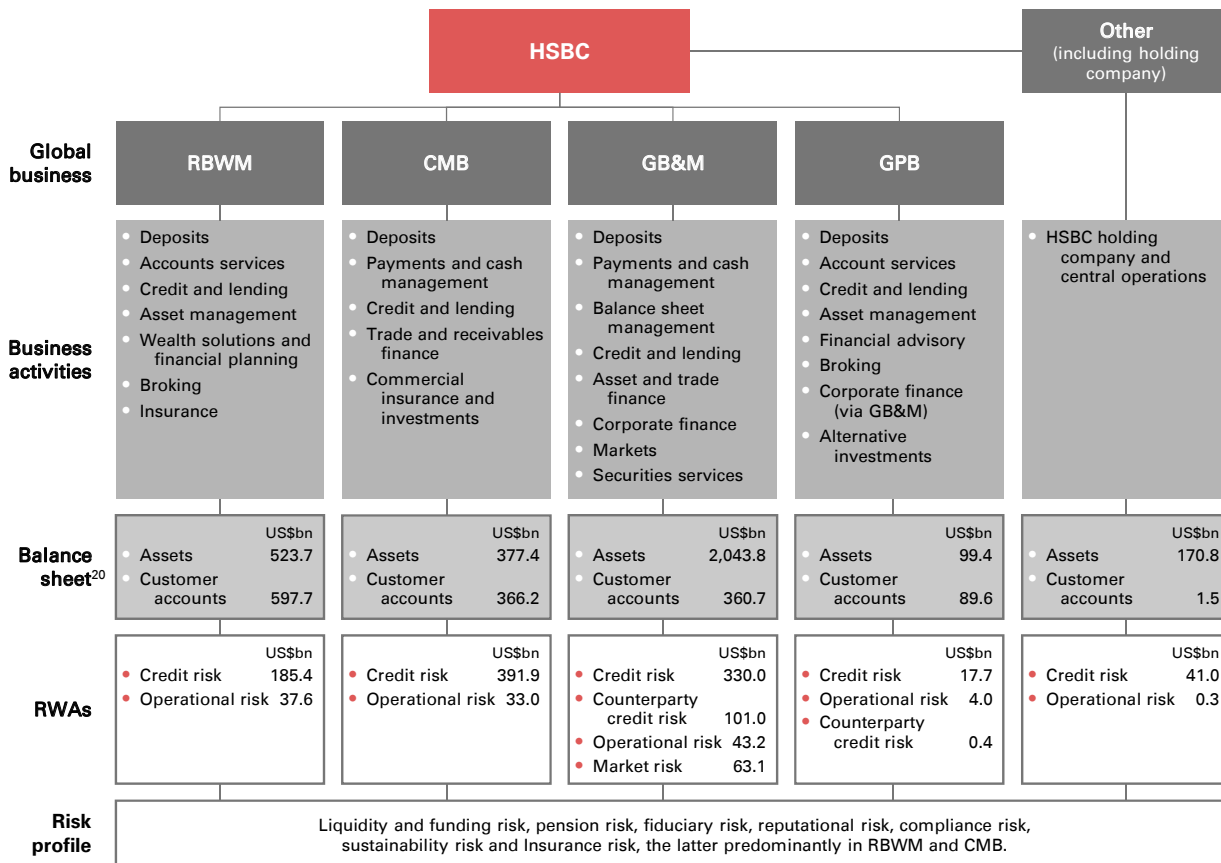 HSBC
Other
(including holding
company)
Global
business
RBWM
CMB
GB&M
GPB
Business
activities
• Deposits
• Accounts services
• Credit and lending
• Asset management
• Wealth solutions and
financial planning
• Broking
• Insurance
• Deposits
• Payments and cash
management
• Credit and lending
• Trade and receivables
finance
• Commercial
insurance and
investments
• Deposits
• Payments and cash
management
• Balance sheet
management
• Credit and lending
• Asset and trade
finance
• Corporate finance
• Markets
• Securities services
• Deposits
• Account services
• Credit and lending
• Asset management
• Financial advisory
• Broking
• Corporate finance
(via GB&M)
• Alternative
investments
• HSBC holding
company and
central operations
Balance
sheet20
US$bn
• Assets 523.7
• Customer
accounts 597.7
US$bn
• Assets 377.4
• Customer
accounts 366.2
US$bn
• Assets 2,043.8
• Customer
accounts 360.7
US$bn
• Assets 99.4
• Customer
accounts 89.6
US$bn
• Assets 170.8
• Customer
accounts 1.5
RWAs
US$bn
• Credit risk 185.4
• Operational risk 37.6
US$bn
• Credit risk 391.9
• Operational risk 33.0
US$bn
• Credit risk 330.0
• Counterparty
credit risk 101.0
• Operational risk 43.2
• Market risk 63.1
US$bn
• Credit risk 17.7
• Operational risk 4.0
• Counterparty
credit risk 0.4
US$bn
• Credit risk 41.0
• Operational risk 0.3
Risk
profile
Liquidity and funding risk, pension risk, fiduciary risk, reputational risk, compliance risk,
sustainability risk and Insurance risk, the latter predominantly in RBWM and CMB.